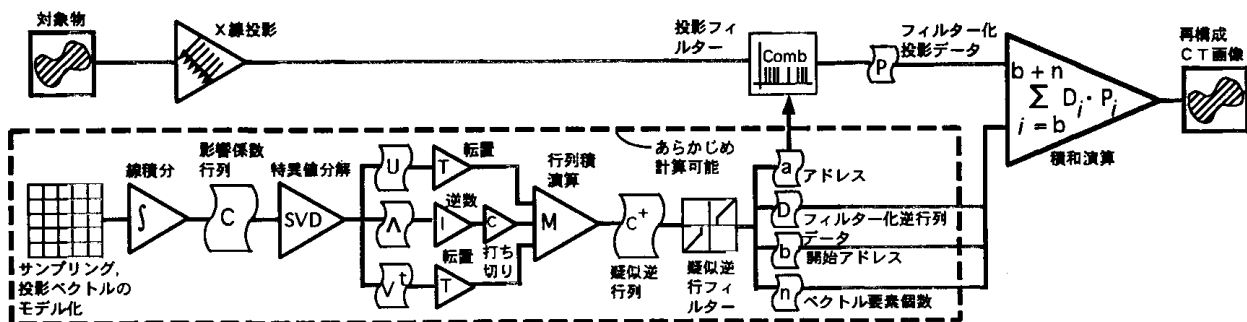 対象物
X線投影
投影フィ
ルター
Comb
P
フィルター化
投影データ
b+n
Σ Di・Pi
i=b
積和演算
再構成
CT画像
あらかじめ
計算可能
サンプリング,
投影ベクトルの
モデル化
線積分
∫
影響係数
行列
C
特異値分解
SVD
U
T
転置
Λ
I
逆数
C
打ち
切り
Vt
T
転置
行列積
演算
M
C+
疑似逆
行列
疑似逆
行フィ
ルター
a
アドレス
D
フィルター化逆行列
データ
b
開始アドレス
n
ベクトル要素個数